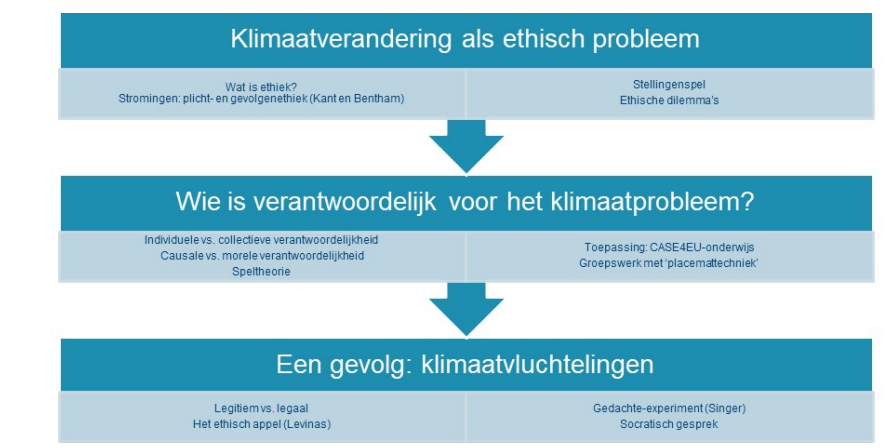 Klimaatverandering als ethisch probleem
Wat is ethiek?
Stromingen: plicht- en gevolgenethiek (Kant en Bentham)
Stellingenspel
Ethische dilemma's
Wie is verantwoordelijk voor het klimaatprobleem?
Individuele vs. collectieve verantwoordelijkheid
Causale vs. morele verantwoordelijkheid
Speltheorie
Toepassing: CASE4EU-onderwijs
Groepswerk met 'placemattechniek'
Een gevolg: klimaatvluchtelingen
Legitiem vs. legaal
Het ethisch appel (Levinas)
Gedachte-experiment (Singer)
Socratisch gesprek